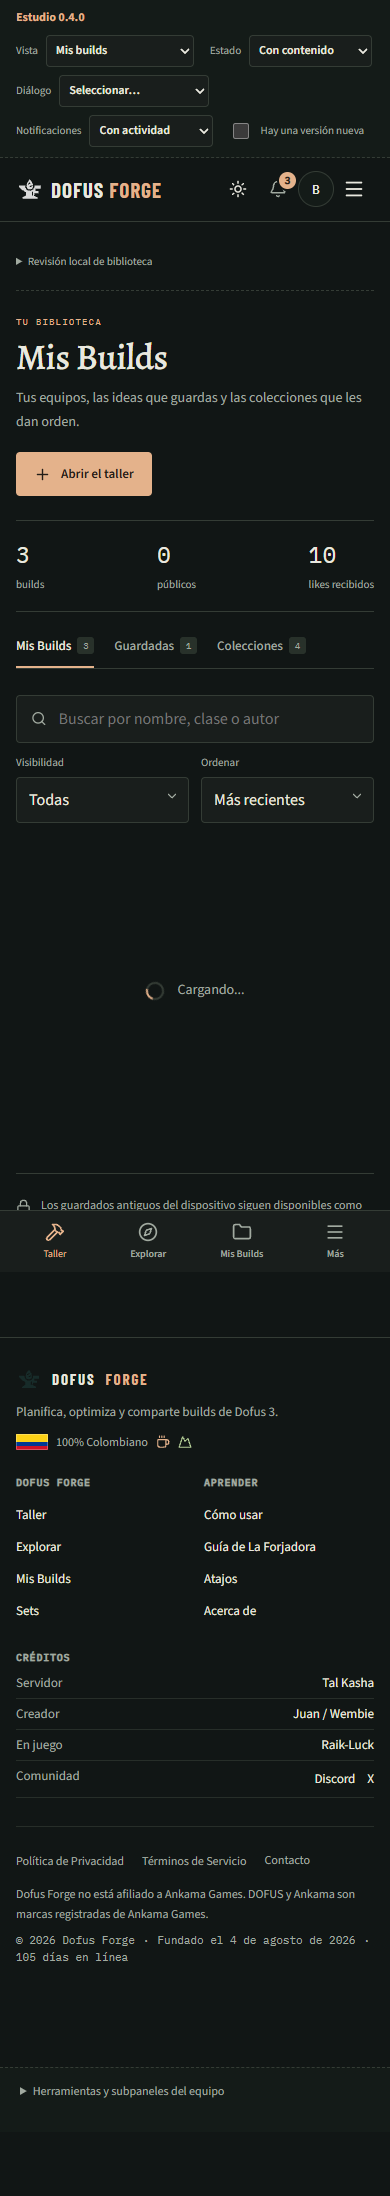 Estudio 0.4.0
Vista Mis builds Estado Con contenido
Diálogo Seleccionar...
Notificaciones Con actividad Hay una versión nueva
DOFUS FORGE 3 B
Revisión local de biblioteca
TU BIBLIOTECA
Mis Builds
Tus equipos, las ideas que guardas y las colecciones que les
dan orden.
Abrir el taller
3 0 10
builds públicos likes recibidos
Mis Builds 3 Guardadas 1 Colecciones 4
Buscar por nombre, clase o autor
Visibilidad Ordenar
Todas Más recientes
Cargando...
Los guardados antiguos del dispositivo siguen disponibles como
Taller Explorar Mis Builds Más
DOFUS FORGE
Planifica, optimiza y comparte builds de Dofus 3.
100% Colombiano
DOFUS FORGE APRENDER
Taller Cómo usar
Explorar Guía de La Forjadora
Mis Builds Atajos
Sets Acerca de
CRÉDITOS
Servidor Tal Kasha
Creador Juan / Wembie
En juego Raik-Luck
Comunidad Discord X
Política de Privacidad Términos de Servicio Contacto
Dofus Forge no está afiliado a Ankama Games. DOFUS y Ankama son
marcas registradas de Ankama Games.
© 2026 Dofus Forge · Fundado el 4 de agosto de 2026 ·
105 días en línea
Herramientas y subpaneles del equipo